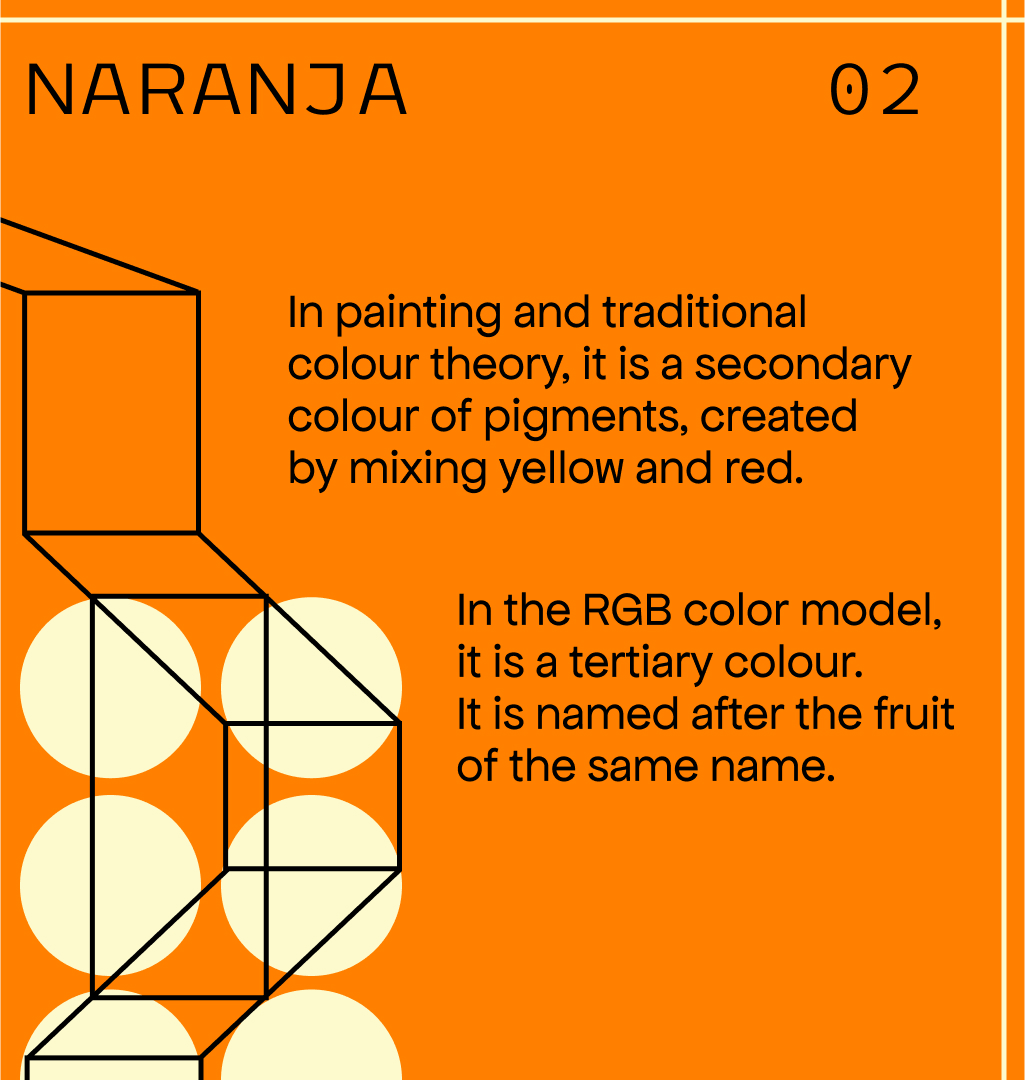 NARANJA 02
In painting and traditional
colour theory, it is a secondary
colour of pigments, created
by mixing yellow and red.
In the RGB color model,
it is a tertiary colour.
It is named after the fruit
of the same name.